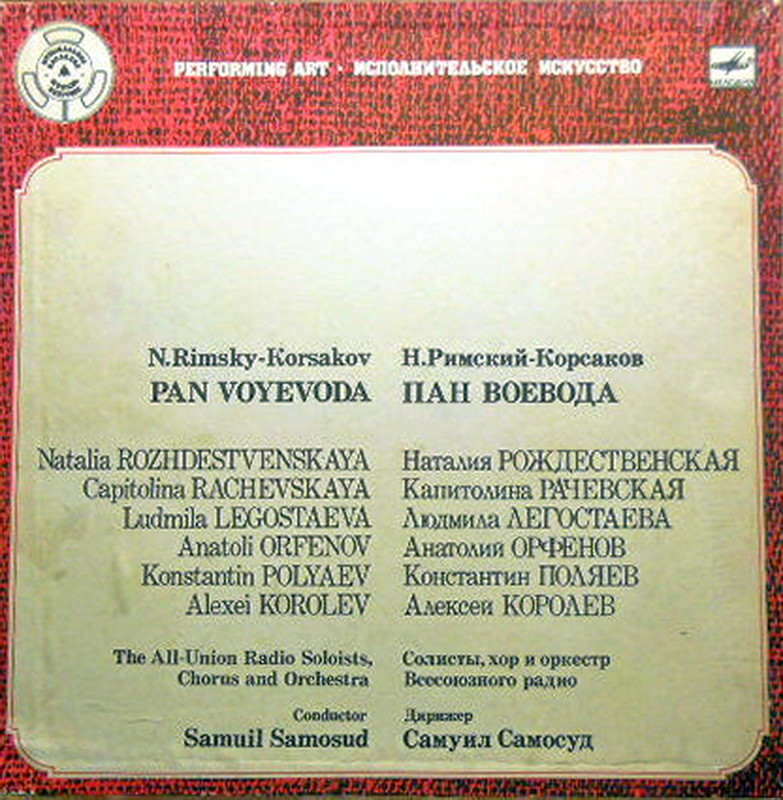 PERFORMING ART · ИСПОЛНИТЕЛЬСКОЕ ИСКУССТВО
N.Rimsky-Korsakov
PAN VOYEVODA
Natalia ROZHDESTVENSKAYA
Capitolina RACHEVSKAYA
Ludmila LEGOSTAEVA
Anatoli ORFENOV
Konstantin POLYAEV
Alexei KOROLEV
The All-Union Radio Soloists,
Chorus and Orchestra
Conductor
Samuil Samosud
Н.Римский-Корсаков
ПАН ВОЕВОДА
Наталия РОЖДЕСТВЕНСКАЯ
Капитолина РАЧЕВСКАЯ
Людмила ЛЕГОСТАЕВА
Анатолий ОРФЕНОВ
Константин ПОЛЯЕВ
Алексей КОРОЛЕВ
Солисты, хор и оркестр
Всесоюзного радио
Дирижер
Самуил Самосуд